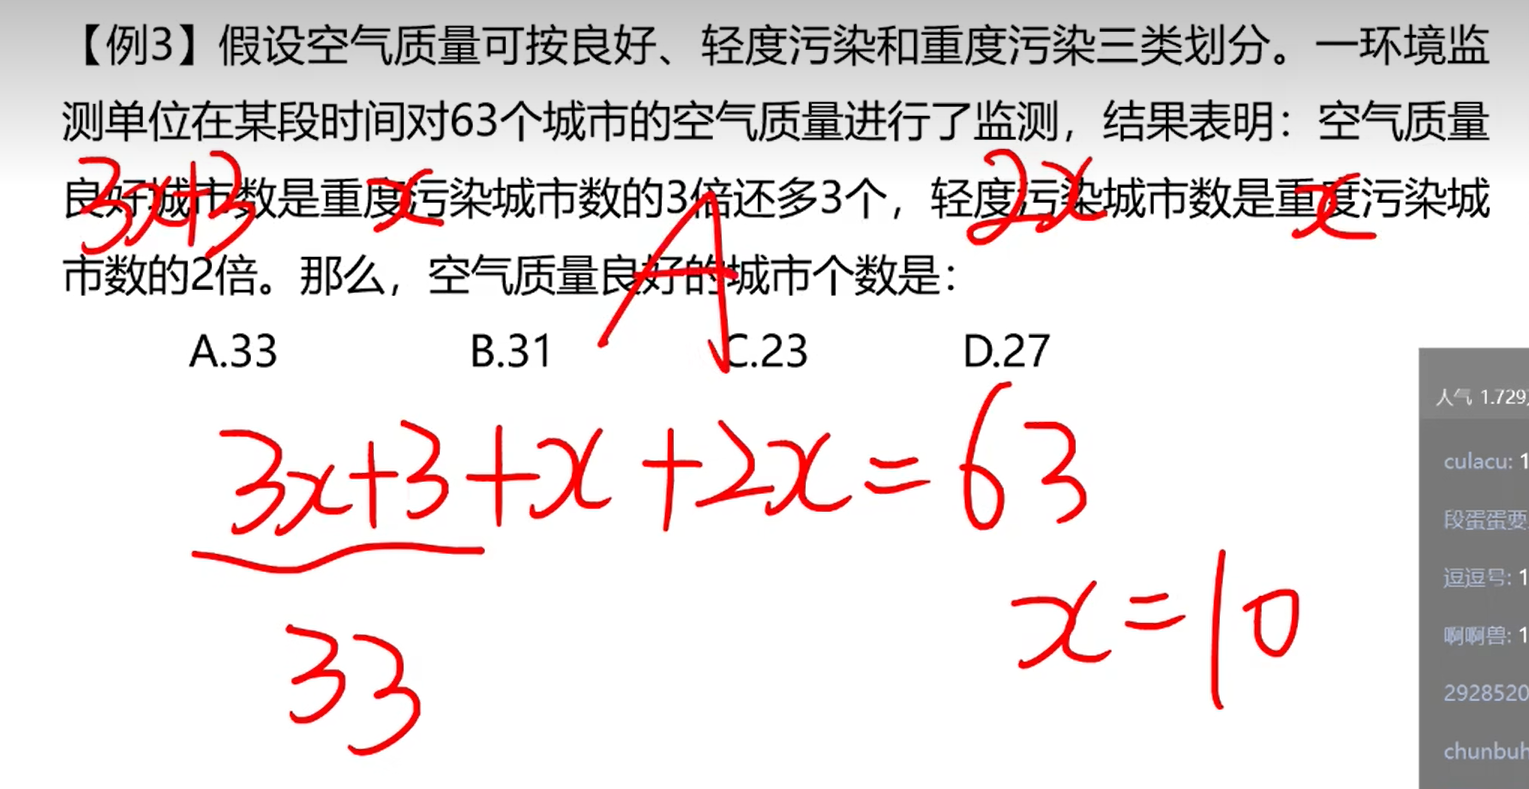 【例3】假设空气质量可按良好、轻度污染和重度污染三类划分。一环境监
测单位在某段时间对63个城市的空气质量进行了监测，结果表明：空气质量
3x+3 x 2x x
良好城市数是重度污染城市数的3倍还多3个，轻度污染城市数是重度污染城
市数的2倍。那么，空气质量良好的城市个数是：
A
A.33 B.31 C.23 D.27
3x+3+x+2x=63
x=10
33
人气 1.729
culacu: 1
段蛋蛋要
逗逗号: 1
啊啊兽: 1
2928520
chunbuh